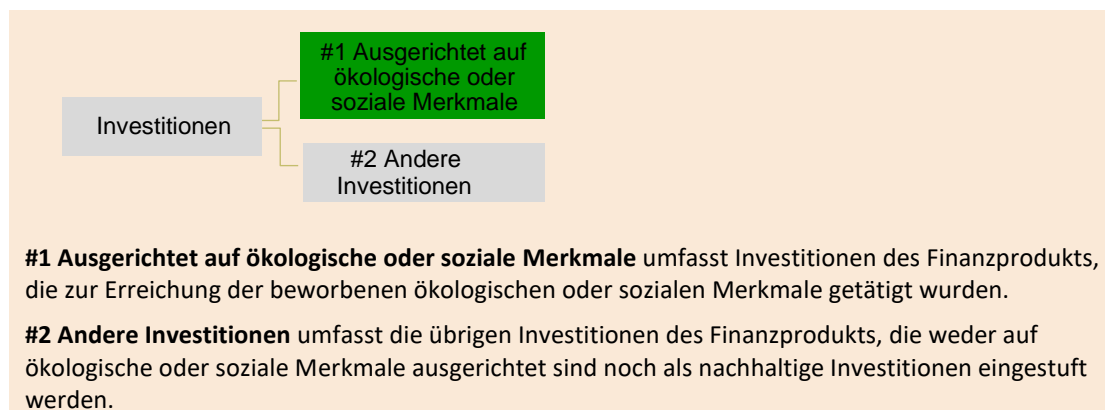 #1 Ausgerichtet auf
ökologische oder
soziale Merkmale
Investitionen
#2 Andere
Investitionen
#1 Ausgerichtet auf ökologische oder soziale Merkmale umfasst Investitionen des Finanzprodukts,
die zur Erreichung der beworbenen ökologischen oder sozialen Merkmale getätigt wurden.
#2 Andere Investitionen umfasst die übrigen Investitionen des Finanzprodukts, die weder auf
ökologische oder soziale Merkmale ausgerichtet sind noch als nachhaltige Investitionen eingestuft
werden.